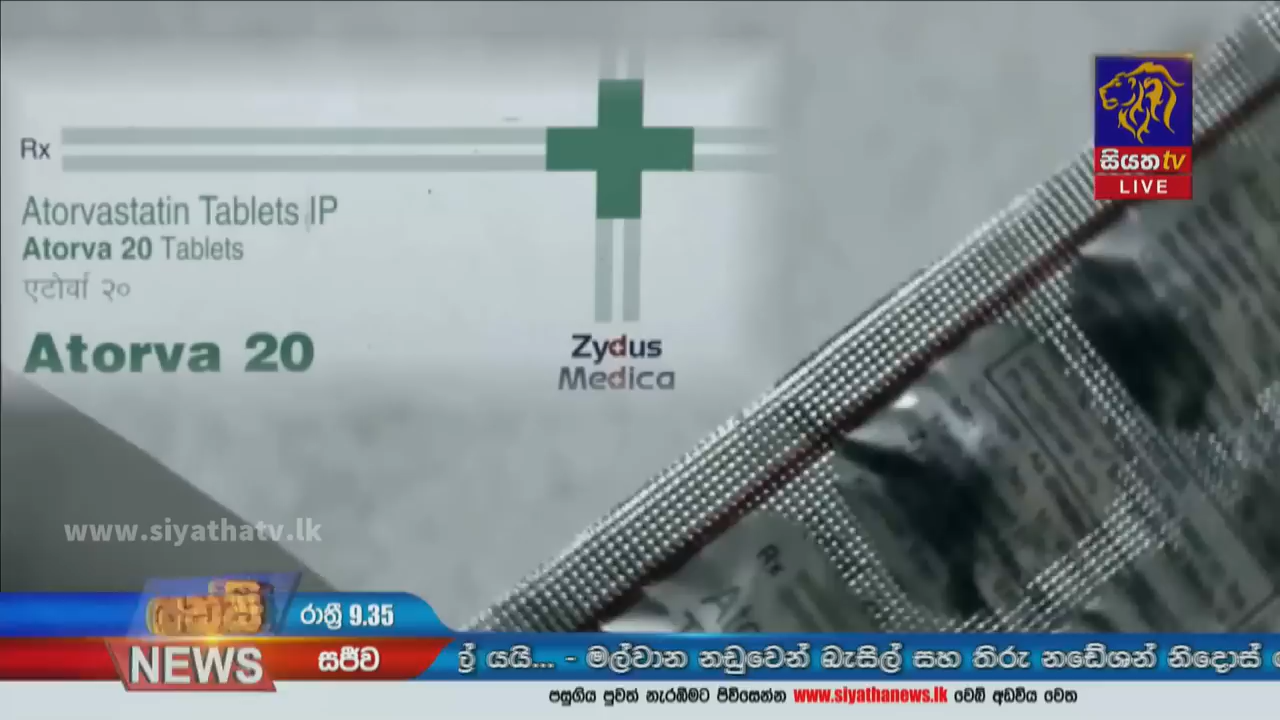 Rx
Atorvastatin Tablets IP
Atorva 20 Tablets
एटोर्वा २०
Atorva 20
Zydus
Medica
සියත tv
LIVE
Rx
www.siyathatv.lk
රාත්‍රී 9.35
NEWS
සජීව
ල් යයි... - මල්වාන නඩුවෙන් බැසිල් සහ තිරු නඩේශන් නිදොස්
පසුගිය පුවත් නැරඹීමට පිවිසෙන්න www.siyathanews.lk වෙබ් අඩවිය වෙත